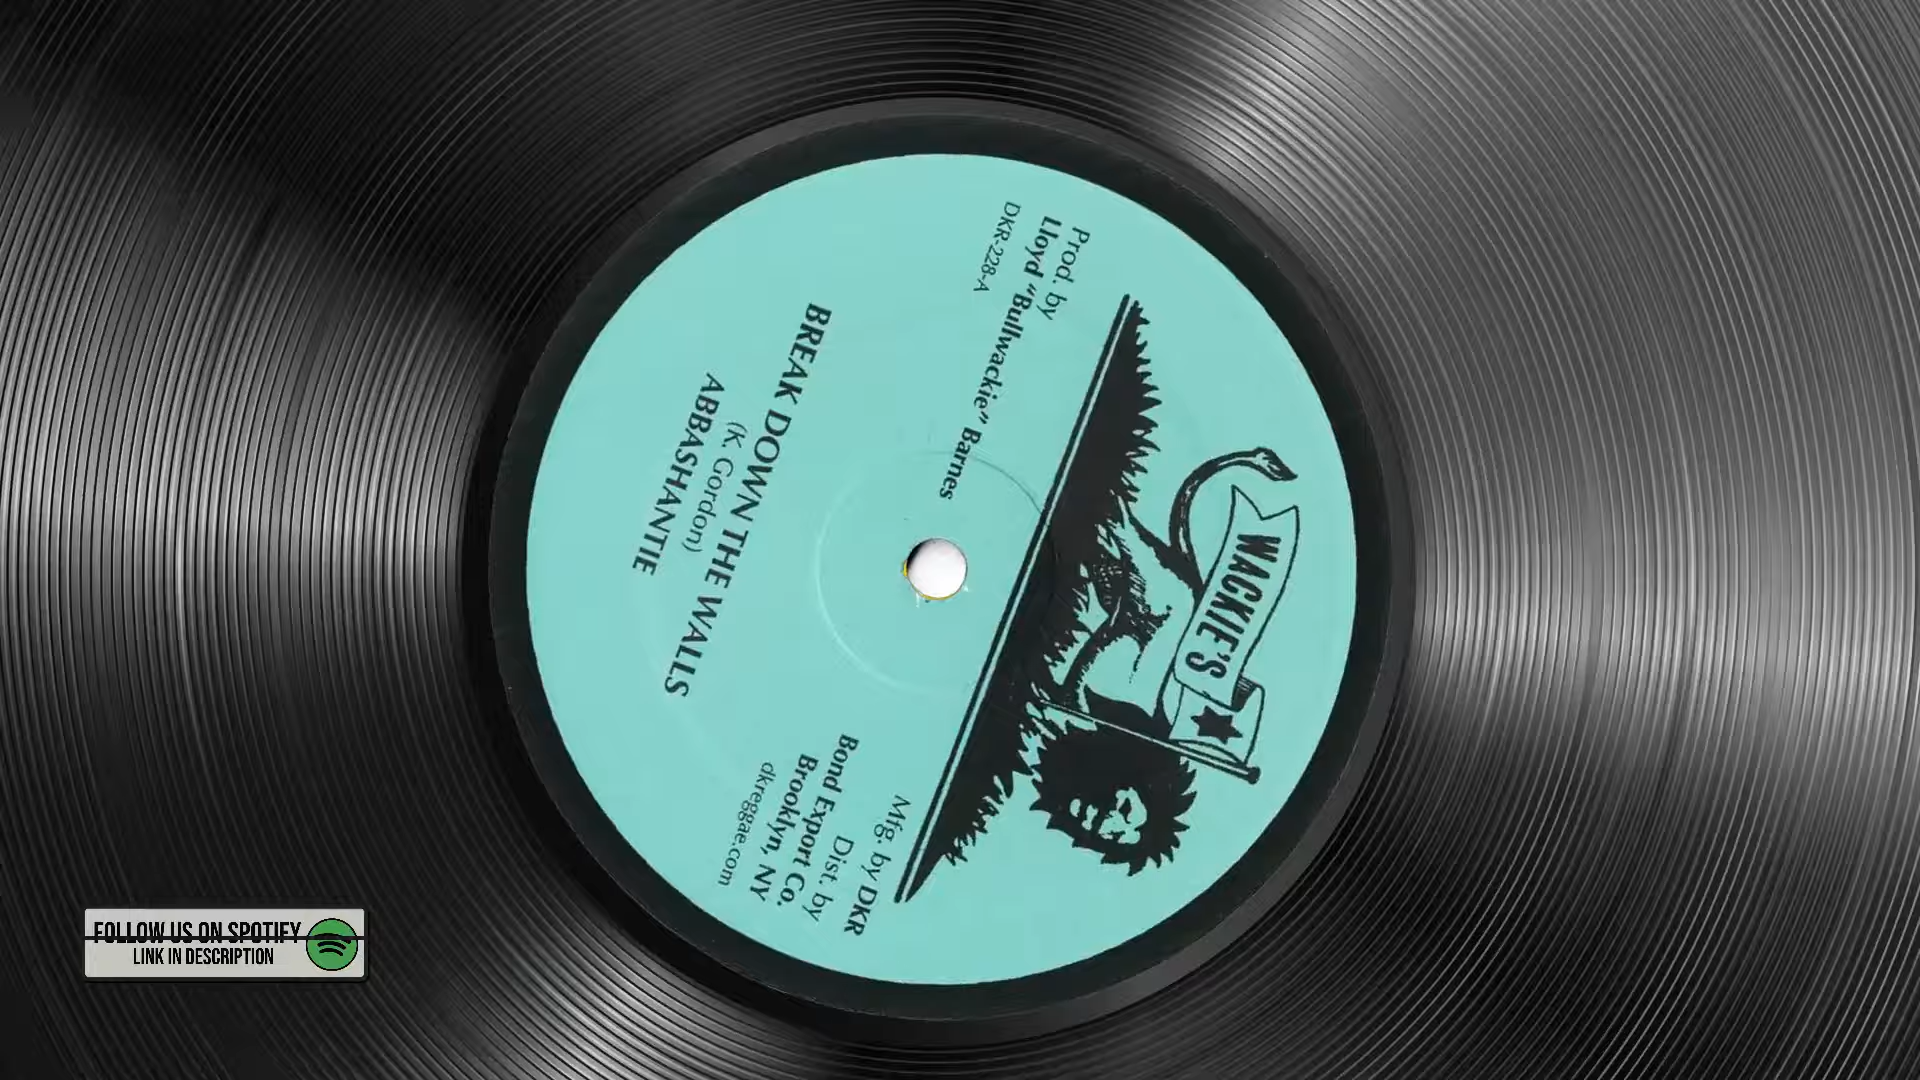 WACKIE'S
Prod. by
Lloyd "Bullwackie" Barnes
DKR-228-A
Mfg. by DKR
Dist. by
Bond Export Co.
Brooklyn, NY
dkreggae.com
BREAK DOWN THE WALLS
(K. Gordon)
ABBASHANTIE
FOLLOW US ON SPOTIFY
LINK IN DESCRIPTION